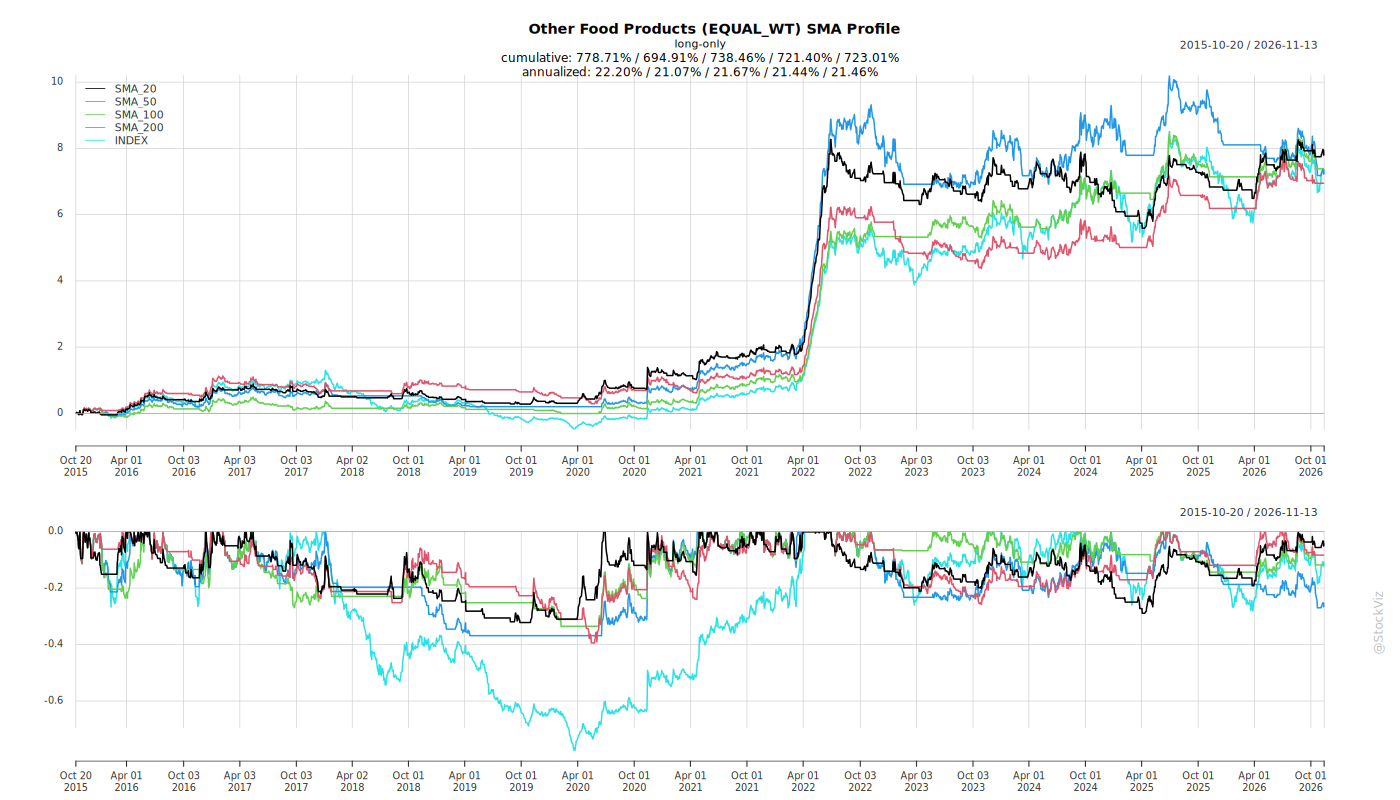 Other Food Products (EQUAL_WT) SMA Profile
long-only
cumulative: 778.71% / 694.91% / 738.46% / 721.40% / 723.01%
annualized: 22.20% / 21.07% / 21.67% / 21.44% / 21.46%
2015-10-20 / 2026-11-13
SMA_20
SMA_50
SMA_100
SMA_200
INDEX
10
8
6
4
2
0
Oct 20 Apr 01 Oct 03 Apr 03 Oct 03 Apr 02 Oct 01 Apr 01 Oct 01 Apr 01 Oct 01 Apr 01 Oct 01 Apr 01 Oct 03 Apr 03 Oct 03 Apr 01 Oct 01 Apr 01 Oct 01 Apr 01 Oct 01
2015 2016 2016 2017 2017 2018 2018 2019 2019 2020 2020 2021 2021 2022 2022 2023 2023 2024 2024 2025 2025 2026 2026
2015-10-20 / 2026-11-13
0.0
-0.2
-0.4
-0.6
Oct 20 Apr 01 Oct 03 Apr 03 Oct 03 Apr 02 Oct 01 Apr 01 Oct 01 Apr 01 Oct 01 Apr 01 Oct 01 Apr 01 Oct 03 Apr 03 Oct 03 Apr 01 Oct 01 Apr 01 Oct 01 Apr 01 Oct 01
2015 2016 2016 2017 2017 2018 2018 2019 2019 2020 2020 2021 2021 2022 2022 2023 2023 2024 2024 2025 2025 2026 2026
@StockViz